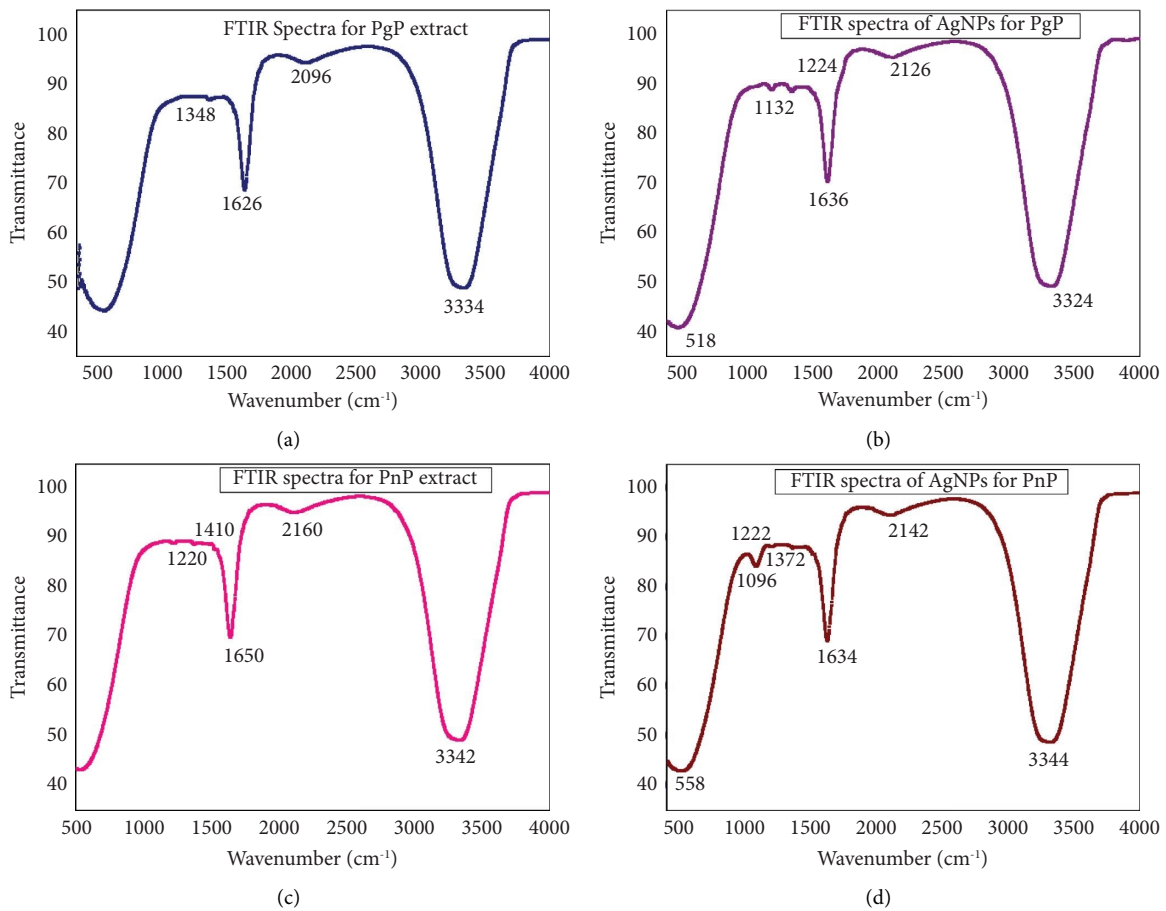 FTIR Spectra for PgP extract
100
90
80
70
60
50
40
Transmittance
1348
1626
2096
3334
500 1000 1500 2000 2500 3000 3500 4000
Wavenumber (cm⁻¹)
(a)
FTIR spectra of AgNPs for PgP
100
90
80
70
60
50
40
Transmittance
518
1132
1224
1636
2126
3324
500 1000 1500 2000 2500 3000 3500 4000
Wavenumber (cm⁻¹)
(b)
FTIR spectra for PnP extract
100
90
80
70
60
50
40
Transmittance
1410
1220
1650
2160
3342
500 1000 1500 2000 2500 3000 3500 4000
Wavenumber (cm⁻¹)
(c)
FTIR spectra of AgNPs for PnP
100
90
80
70
60
50
40
Transmittance
558
1222
1096
1372
1634
2142
3344
500 1000 1500 2000 2500 3000 3500 4000
Wavenumber (cm⁻¹)
(d)